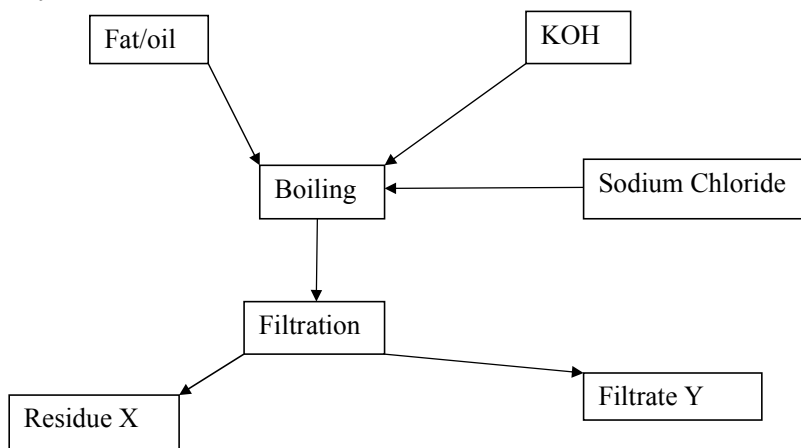 Fat/oil
KOH
Boiling
Sodium Chloride
Filtration
Residue X
Filtrate Y